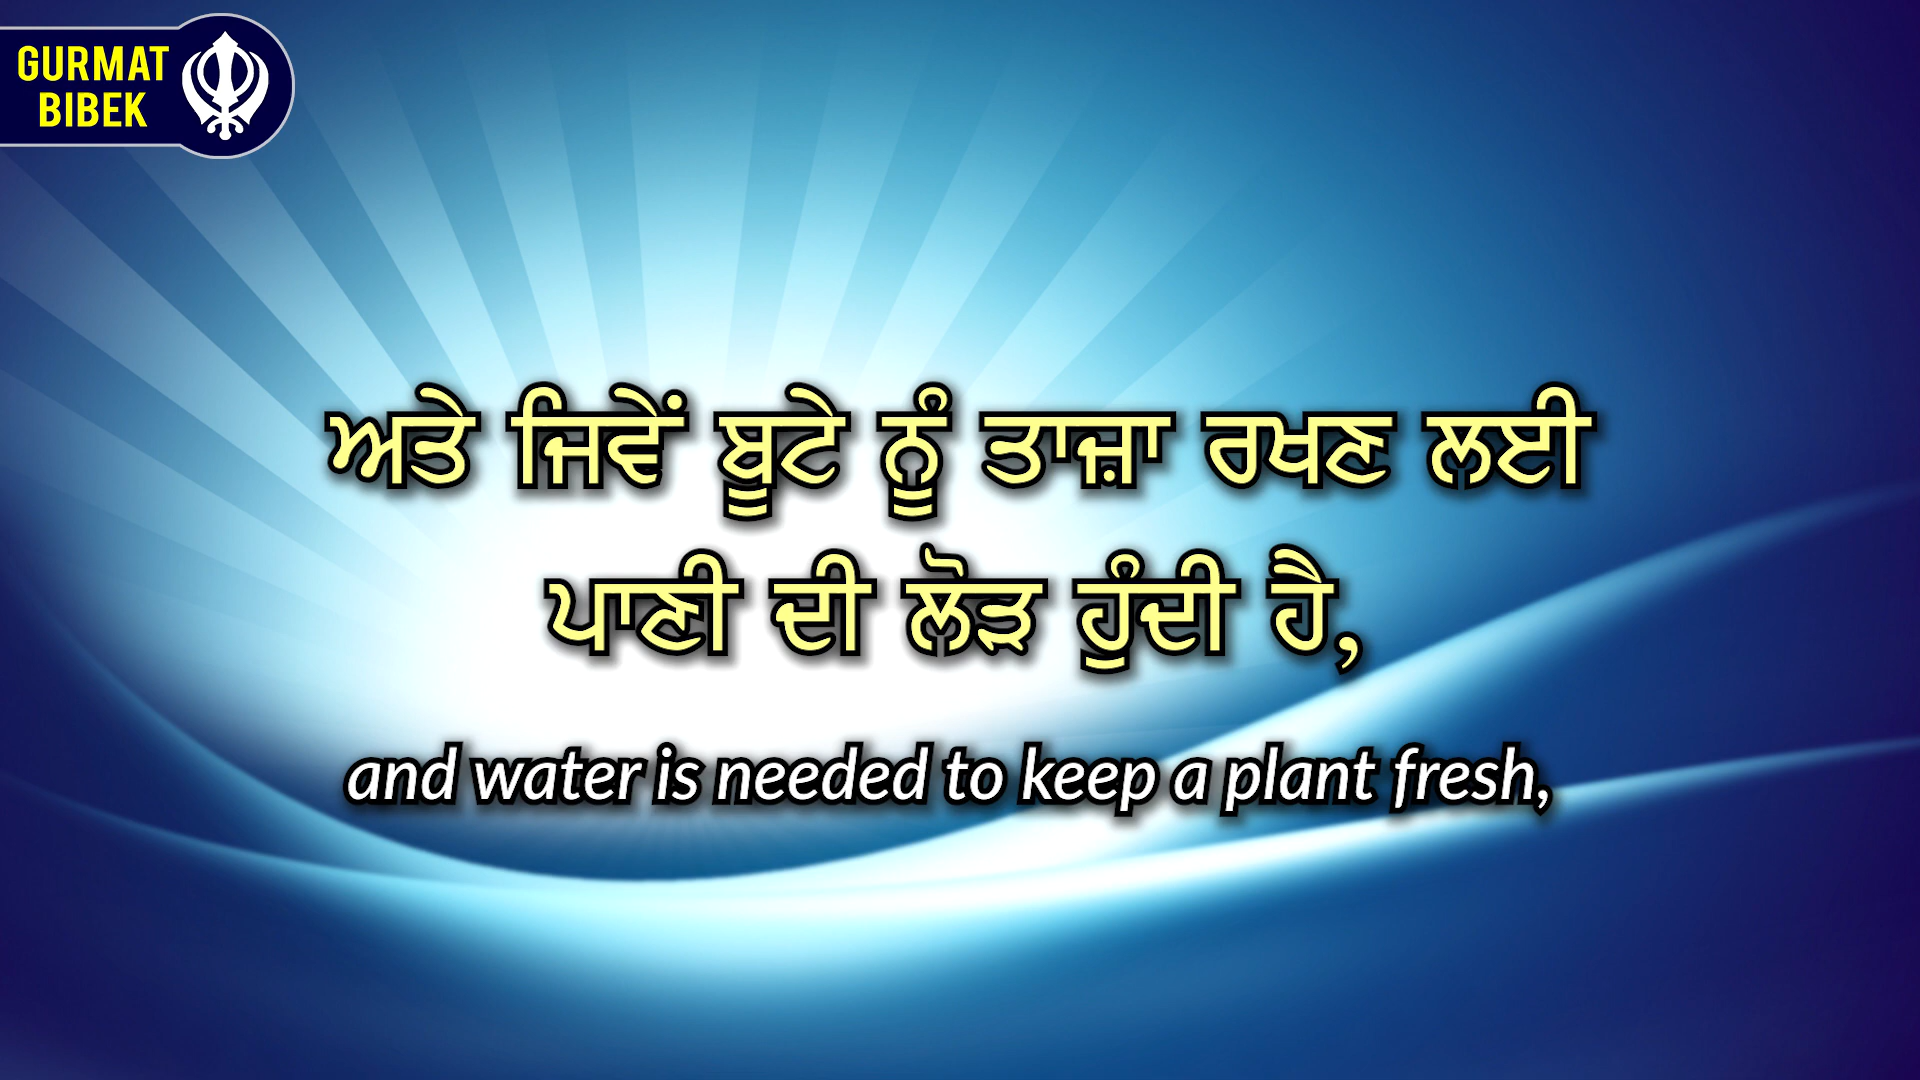 GURMAT
BIBEK
ਅਤੇ ਜਿਵੇਂ ਬੂਟੇ ਨੂੰ ਤਾਜ਼ਾ ਰਖਣ ਲਈ
ਪਾਣੀ ਦੀ ਲੋੜ ਹੁੰਦੀ ਹੈ,
and water is needed to keep a plant fresh,